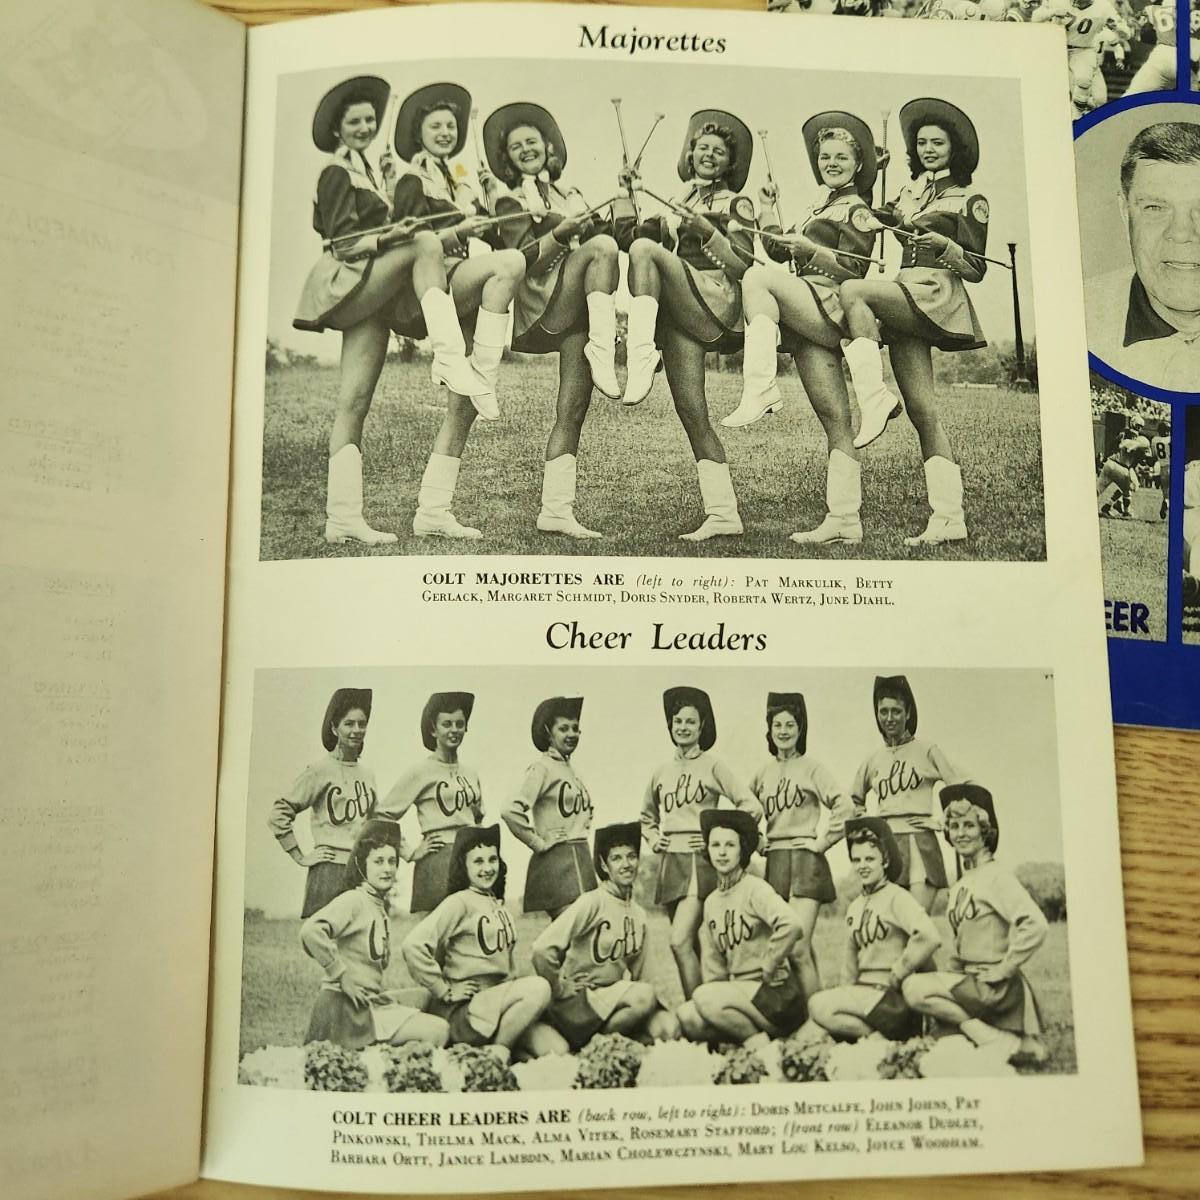 Majorettes
COLT MAJORETTES ARE (left to right): PAT MARKULIK, BETTY
GERLACK, MARGARET SCHMIDT, DORIS SNYDER, ROBERTA WERTZ, JUNE DIAHL.
Cheer Leaders
Colts
Colts
Colts
Colts
Colts
Colts
Colts
Colts
Colts
Colts
COLT CHEER LEADERS ARE (back row, left to right): DORIS METCALFE, JOHN JOHNS, PAT
PINKOWSKI, THELMA MACK, ALMA VITEK, ROSEMARY STAFFORD; (front row) ELEANOR DUDLEY,
BARBARA ORTT, JANICE LAMBDIN, MARIAN CHOLEWCZYNSKI, MARY LOU KELSO, JOYCE WOODHAM.
EER